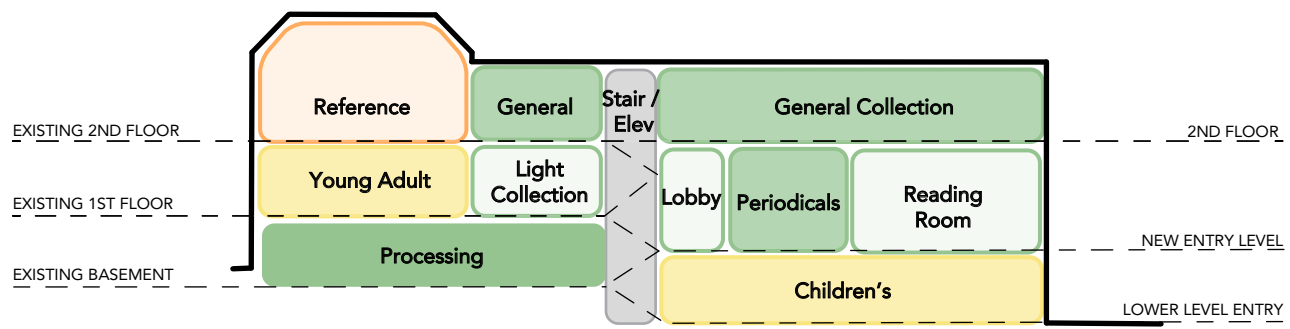 Reference
General
Stair /
Elev
General Collection
EXISTING 2ND FLOOR
2ND FLOOR
Young Adult
Light
Collection
Lobby
Periodicals
Reading
Room
EXISTING 1ST FLOOR
NEW ENTRY LEVEL
Processing
EXISTING BASEMENT
Children's
LOWER LEVEL ENTRY